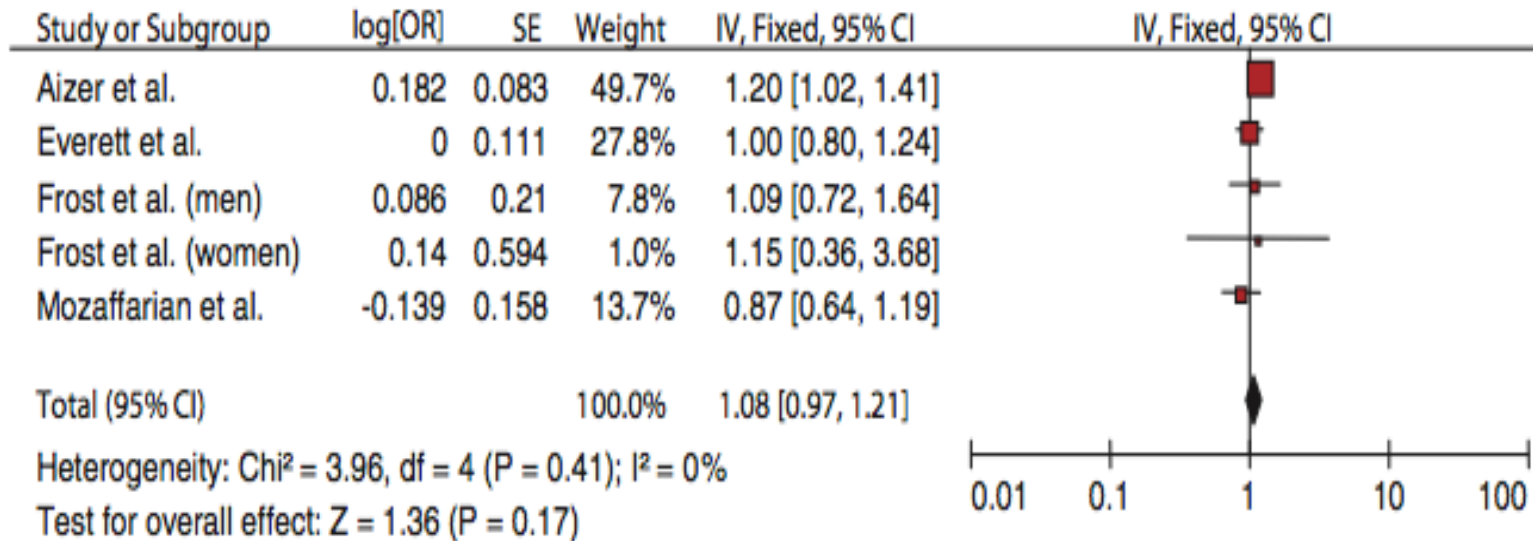 Study or Subgroup log[OR] SE Weight IV, Fixed, 95% CI IV, Fixed, 95% CI
Aizer et al. 0.182 0.083 49.7% 1.20 [1.02, 1.41]
Everett et al. 0 0.111 27.8% 1.00 [0.80, 1.24]
Frost et al. (men) 0.086 0.21 7.8% 1.09 [0.72, 1.64]
Frost et al. (women) 0.14 0.594 1.0% 1.15 [0.36, 3.68]
Mozaffarian et al. -0.139 0.158 13.7% 0.87 [0.64, 1.19]
Total (95% CI) 100.0% 1.08 [0.97, 1.21]
Heterogeneity: Chi² = 3.96, df = 4 (P = 0.41); I² = 0%
Test for overall effect: Z = 1.36 (P = 0.17)
0.01 0.1 1 10 100